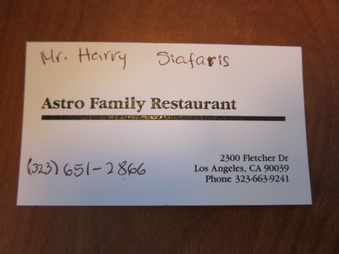 Mr. Harry Siafaris
Astro Family Restaurant
2300 Fletcher Dr
Los Angeles, CA 90039
(323) 651-2866
Phone 323-663-9241